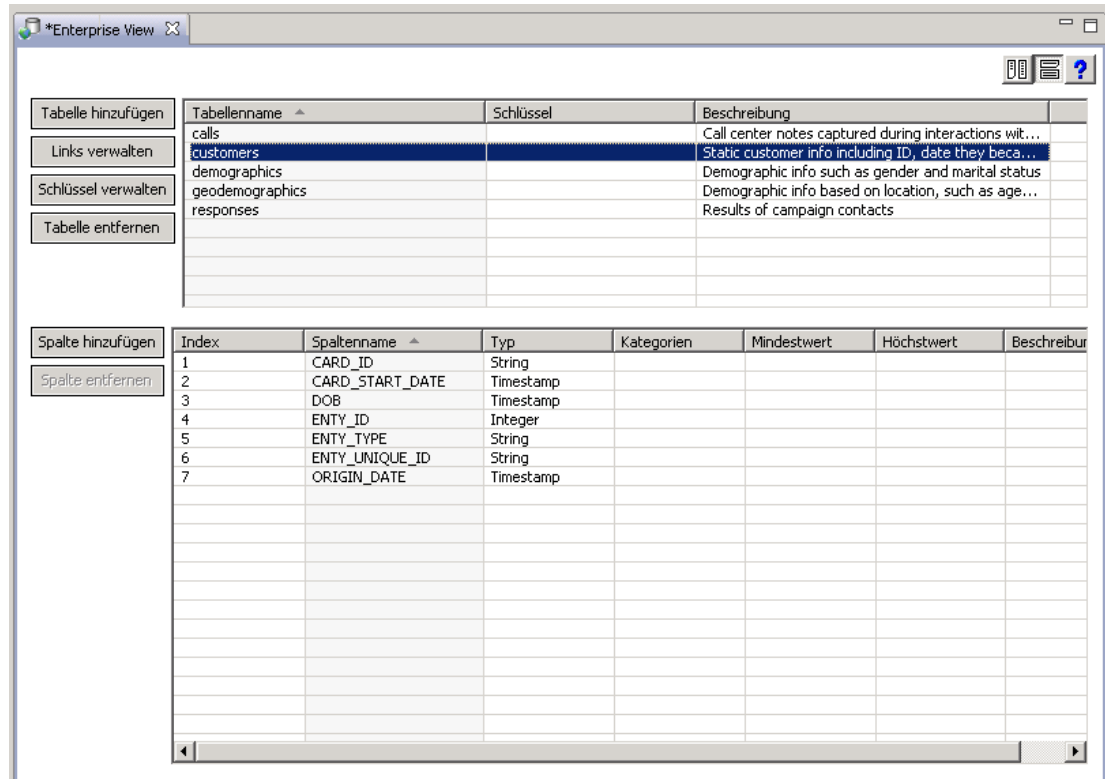 *Enterprise View
?
Tabelle hinzufügen
Links verwalten
Schlüssel verwalten
Tabelle entfernen
Tabellenname Schlüssel Beschreibung
calls Call center notes captured during interactions wit...
customers Static customer info including ID, date they beca...
demographics Demographic info such as gender and marital status
geodemographics Demographic info based on location, such as age...
responses Results of campaign contacts
Spalte hinzufügen
Spalte entfernen
Index Spaltenname Typ Kategorien Mindestwert Höchstwert Beschreibur
1 CARD_ID String
2 CARD_START_DATE Timestamp
3 DOB Timestamp
4 ENTY_ID Integer
5 ENTY_TYPE String
6 ENTY_UNIQUE_ID String
7 ORIGIN_DATE Timestamp